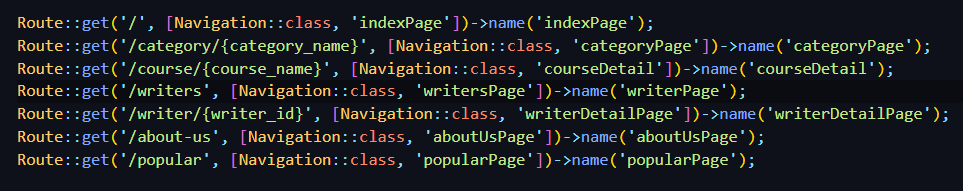 Route::get('/', [Navigation::class, 'indexPage'])->name('indexPage');
Route::get('/category/{category_name}', [Navigation::class, 'categoryPage'])->name('categoryPage');
Route::get('/course/{course_name}', [Navigation::class, 'courseDetail'])->name('courseDetail');
Route::get('/writers', [Navigation::class, 'writersPage'])->name('writerPage');
Route::get('/writer/{writer_id}', [Navigation::class, 'writerDetailPage'])->name('writerDetailPage');
Route::get('/about-us', [Navigation::class, 'aboutUsPage'])->name('aboutUsPage');
Route::get('/popular', [Navigation::class, 'popularPage'])->name('popularPage');